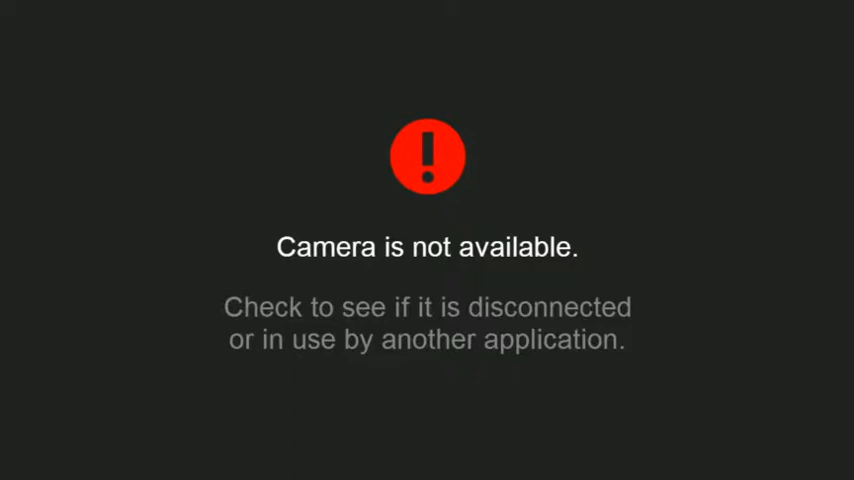 Camera is not available.
Check to see if it is disconnected
or in use by another application.